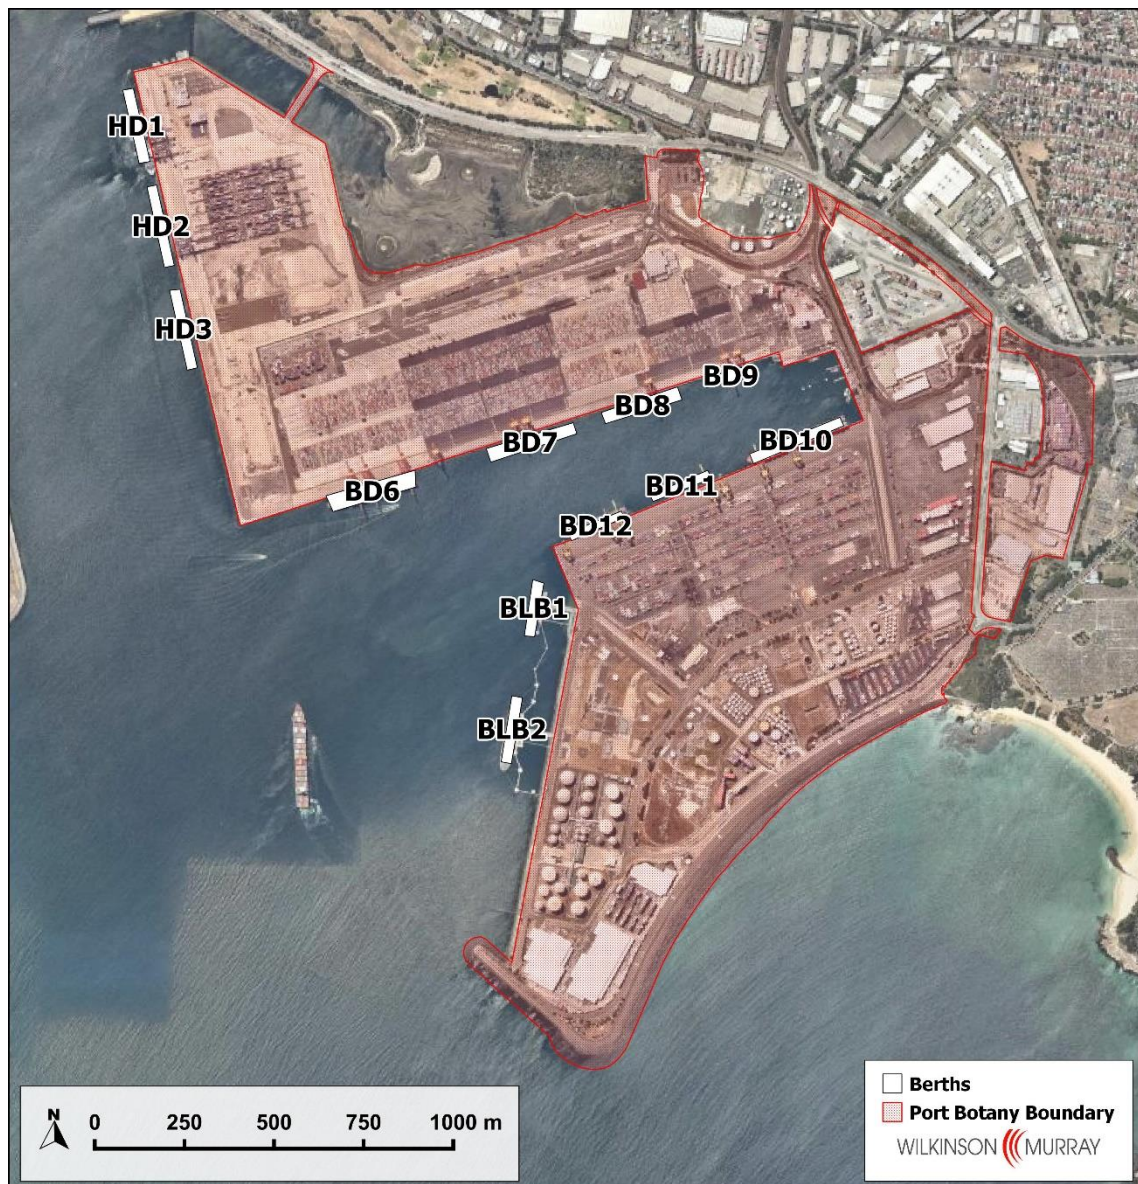 HD1
HD2
HD3
BD9
BD8
BD7
BD10
BD6
BD11
BD12
BLB1
BLB2
N
0 250 500 750 1000 m
Berths
Port Botany Boundary
WILKINSON MURRAY